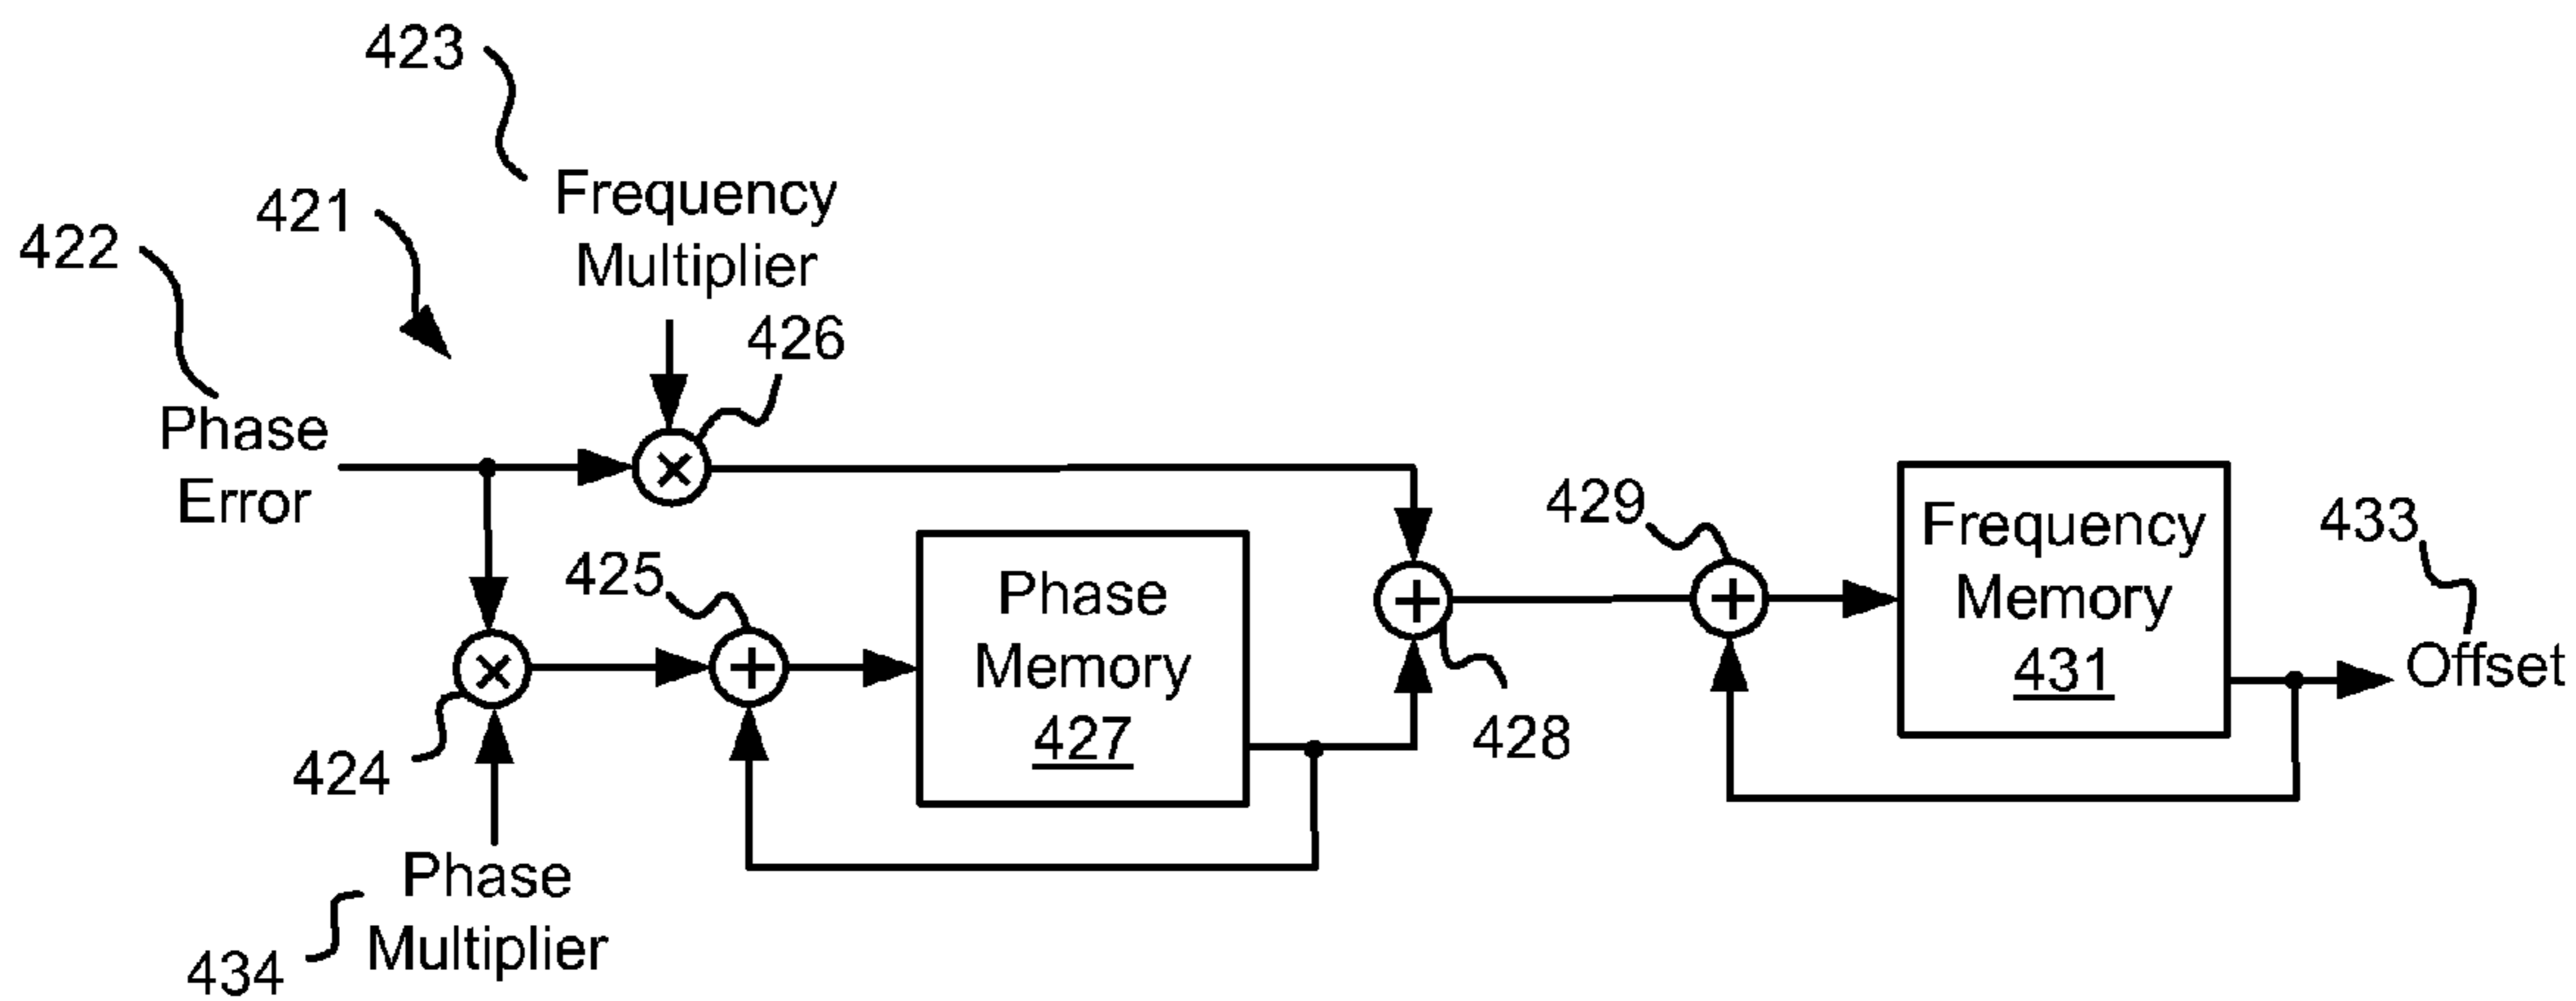 423
Frequency
Multiplier
421
422
426
Phase
Error
429
Frequency
Memory
431
433
Offset
425
Phase
Memory
427
428
424
Phase
Multiplier
434
×
×
+
+
+